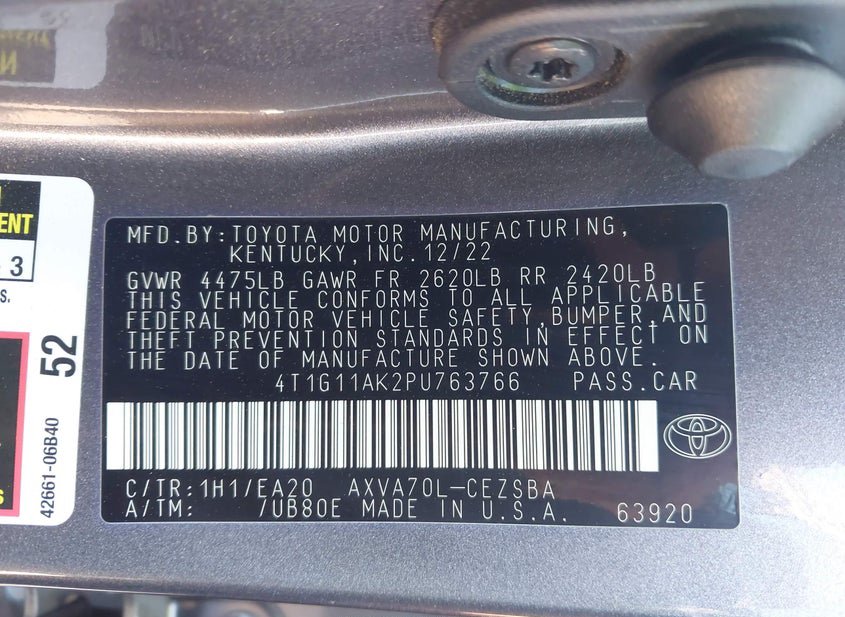 MFD.BY:TOYOTA MOTOR MANUFACTURING,
KENTUCKY,INC.12/22
GVWR 4475LB GAWR FR 2620LB RR 2420LB
THIS VEHICLE CONFORMS TO ALL APPLICABLE
FEDERAL MOTOR VEHICLE SAFETY,BUMPER,AND
THEFT PREVENTION STANDARDS IN EFFECT ON
THE DATE OF MANUFACTURE SHOWN ABOVE.
4T1G11AK2PU763766 PASS.CAR
C/TR:1H1/EA20 AXVA70L-CEZSBA
A/TM: /UB80E MADE IN U.S.A. 63920
3
52
42661-06B40